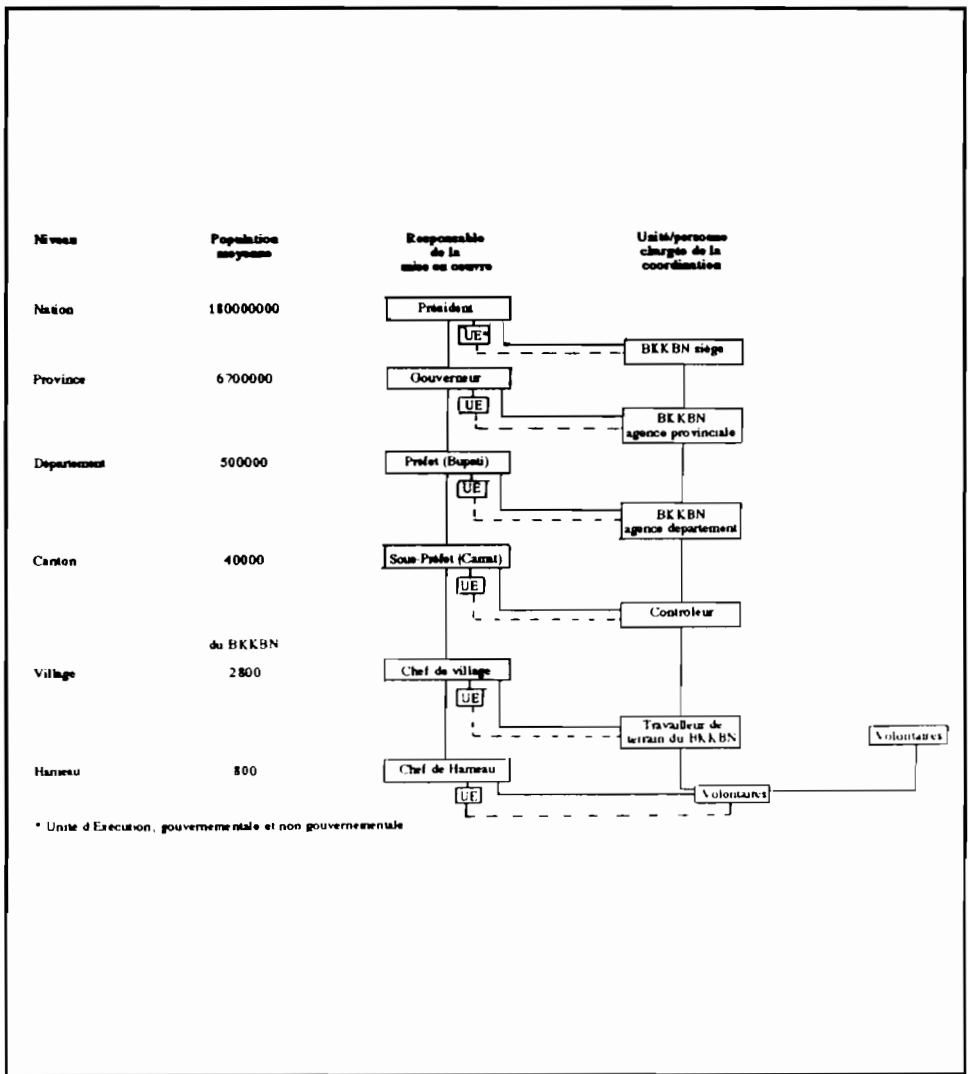 Niveau
Population
moyenne
Responsable
de la
mise en oeuvre
Unité/personne
chargée de la
coordination
Nation
180000000
Président
UE*
BKKBN siège
Province
6700000
Gouverneur
UE
BKKBN
agence provinciale
Département
500000
Préfet (Bupati)
UE
BKKBN
agence departement
Canton
40000
Sous-Préfet (Camat)
UE
Controleur
du BKKBN
Village
2800
Chef de village
UE
Travailleur de
terrain du BKKBN
Volontaires
Hameau
800
Chef de Hameau
UE
Volontaires
* Unité d'Execution, gouvernementale et non gouvernementale